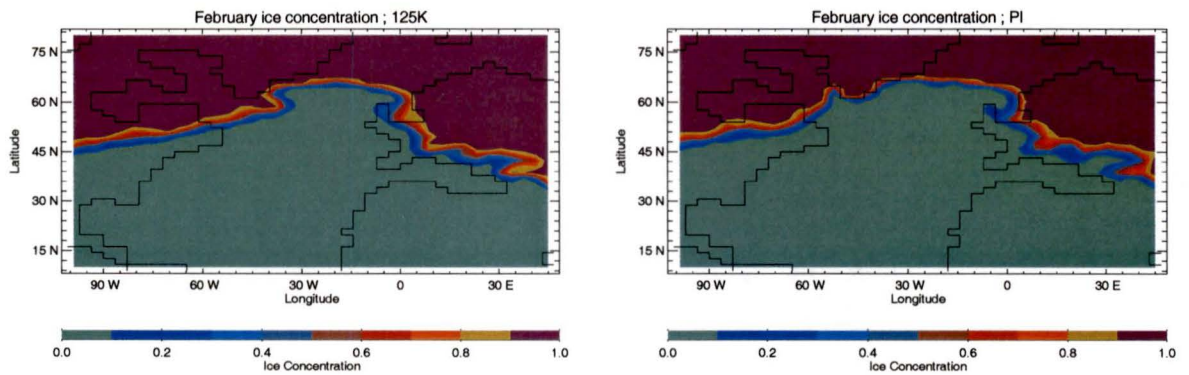 February ice concentration ; 125K
75 N
60 N
45 N
30 N
15 N
Latitude
90 W 60 W 30 W 0 30 E
Longitude
0.0 0.2 0.4 0.6 0.8 1.0
Ice Concentration
February ice concentration ; PI
75 N
60 N
45 N
30 N
15 N
Latitude
90 W 60 W 30 W 0 30 E
Longitude
0.0 0.2 0.4 0.6 0.8 1.0
Ice Concentration